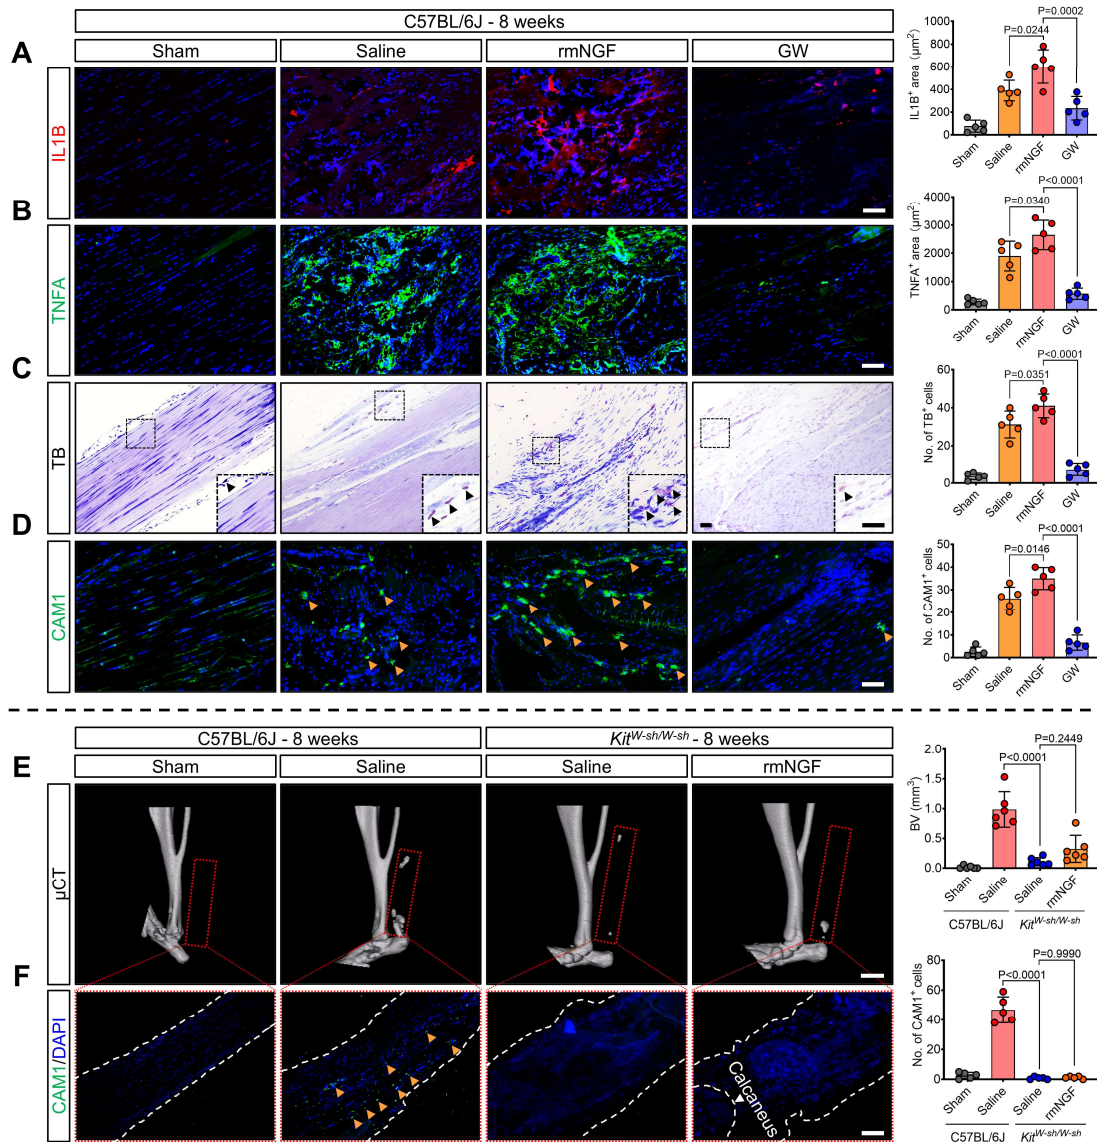 C57BL/6J - 8 weeks
A
Sham
Saline
rmNGF
GW
IL1B
IL1B+ area (μm²)
1000
800
600
400
200
0
P=0.0244
P=0.0002
Sham
Saline
rmNGF
GW
B
TNFA
TNFA+ area (μm²)
4000
3000
2000
1000
0
P=0.0340
P<0.0001
Sham
Saline
rmNGF
GW
C
TB
No. of TB+ cells
60
40
20
0
P=0.0351
P<0.0001
Sham
Saline
rmNGF
GW
D
CAM1
No. of CAM1+ cells
50
40
30
20
10
0
P=0.0146
P<0.0001
Sham
Saline
rmNGF
GW
C57BL/6J - 8 weeks
KitW-sh/W-sh - 8 weeks
E
Sham
Saline
Saline
rmNGF
μCT
BV (mm³)
2.0
1.5
1.0
0.5
0.0
P<0.0001
P=0.2449
Sham
Saline
Saline
rmNGF
C57BL/6J
KitW-sh/W-sh
F
CAM1/DAPI
Calcaneus
No. of CAM1+ cells
80
60
40
20
0
P<0.0001
P=0.9990
Sham
Saline
Saline
rmNGF
C57BL/6J
KitW-sh/W-sh